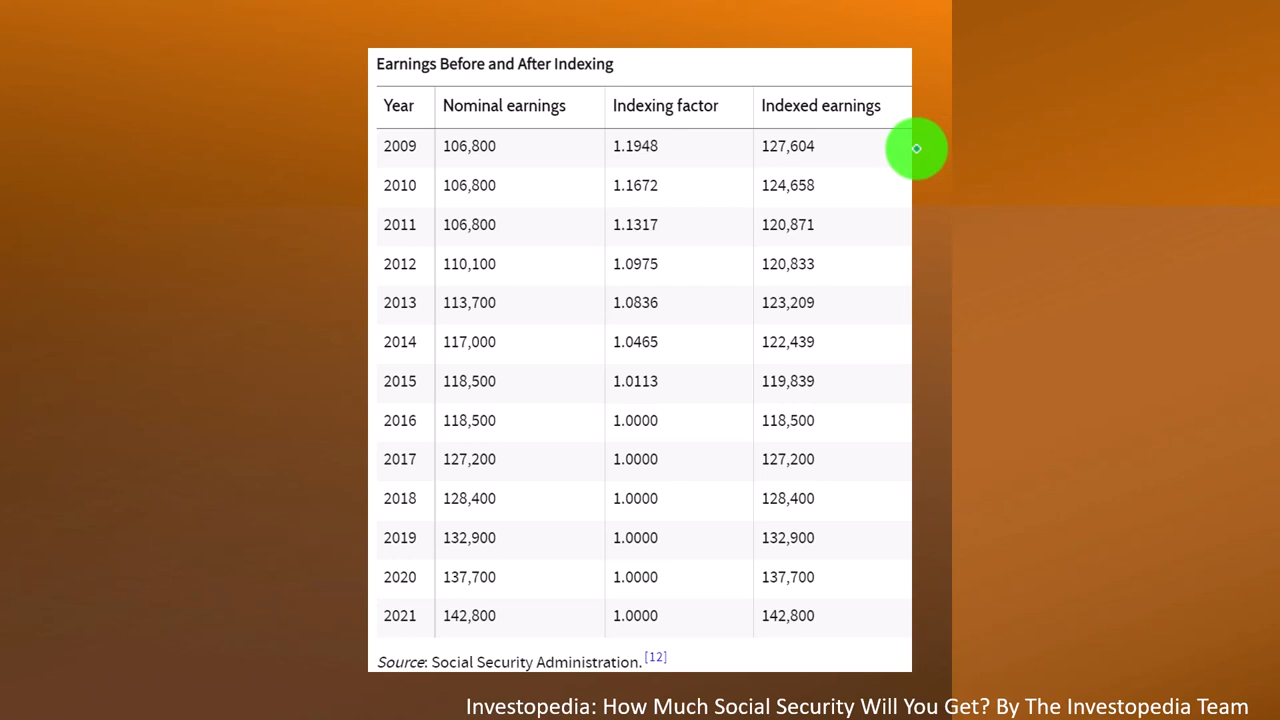 Earnings Before and After Indexing
Year Nominal earnings Indexing factor Indexed earnings
2009 106,800 1.1948 127,604
2010 106,800 1.1672 124,658
2011 106,800 1.1317 120,871
2012 110,100 1.0975 120,833
2013 113,700 1.0836 123,209
2014 117,000 1.0465 122,439
2015 118,500 1.0113 119,839
2016 118,500 1.0000 118,500
2017 127,200 1.0000 127,200
2018 128,400 1.0000 128,400
2019 132,900 1.0000 132,900
2020 137,700 1.0000 137,700
2021 142,800 1.0000 142,800
Source: Social Security Administration. [12]
Investopedia: How Much Social Security Will You Get? By The Investopedia Team